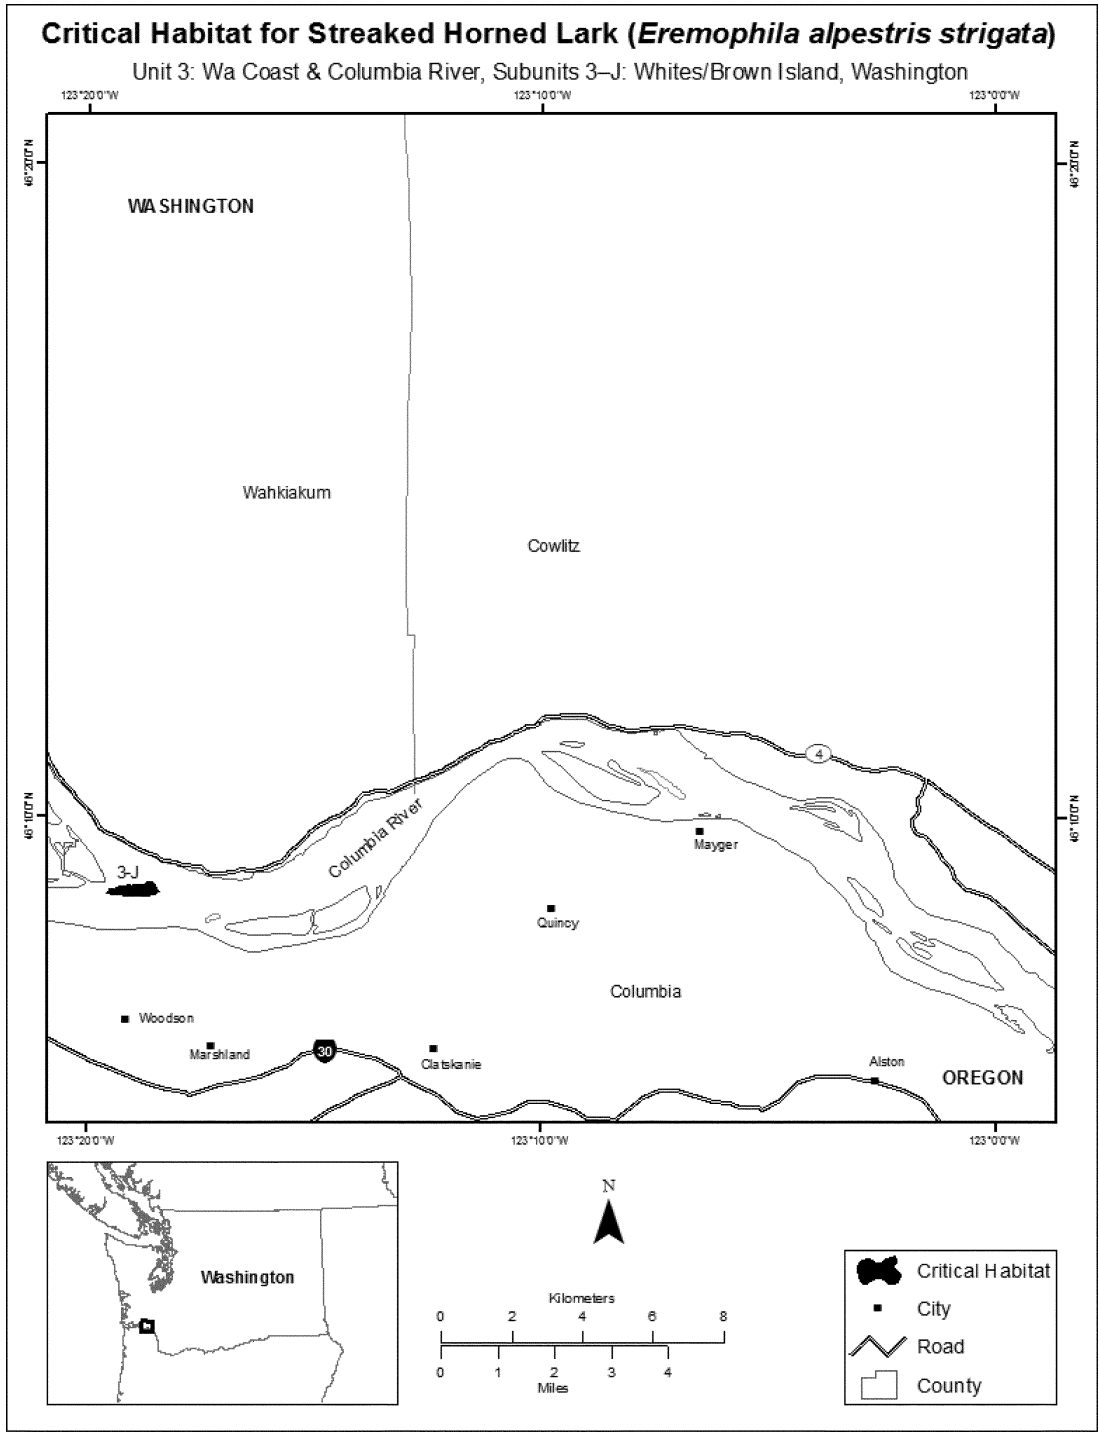 Critical Habitat for Streaked Horned Lark (Eremophila alpestris strigata)
Unit 3: Wa Coast & Columbia River, Subunits 3–J: Whites/Brown Island, Washington
123°20'0"W 123°10'0"W 123°0'0"W
46°20'0"N 46°20'0"N
WASHINGTON
Wahkiakum
Cowlitz
4
46°10'0"N 46°10'0"N
Columbia River
Mayger
3-J
Quincy
Columbia
Woodson
Marshland
30
Clatskanie
Alston
OREGON
123°20'0"W 123°10'0"W 123°0'0"W
Washington
N
Kilometers
0 2 4 6 8
0 1 2 3 4
Miles
Critical Habitat
City
Road
County